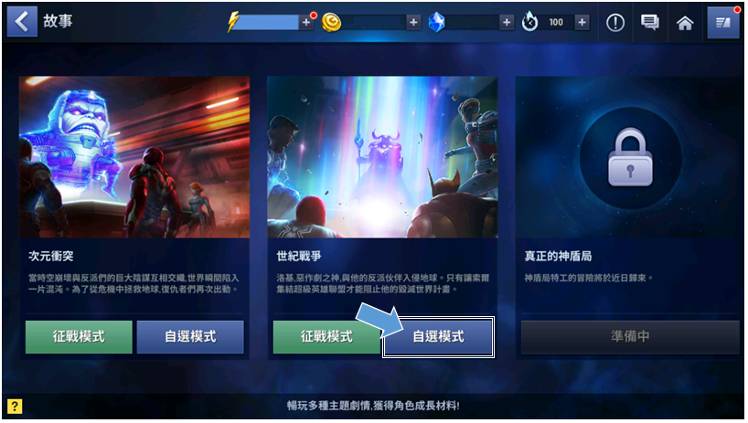 故事
100
次元衝突
當時空崩壞與反派們的巨大陰謀互相交織,世界瞬間陷入
一片混沌。為了從危機中拯救地球,復仇者們再次出動。
征戰模式
自選模式
世紀戰爭
洛基,惡作劇之神,與他的反派伙伴入侵地球。只有讓索爾
集結超級英雄聯盟才能阻止他的毀滅世界計畫。
征戰模式
自選模式
真正的神盾局
神盾局特工的冒險將於近日歸來。
準備中
?
暢玩多種主題劇情,獲得角色成長材料!